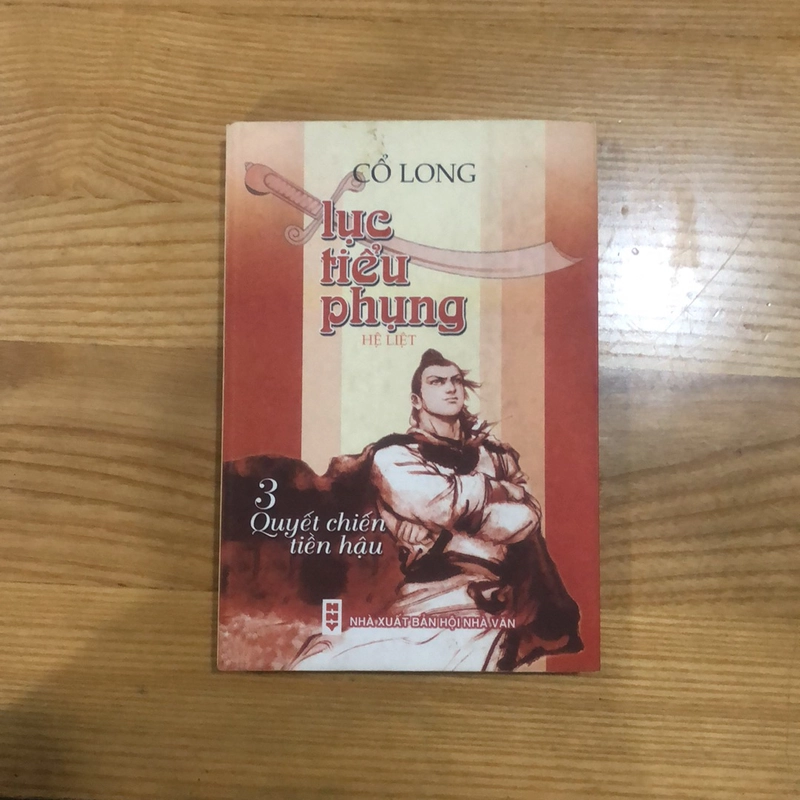 CỔ LONG
lục
tiểu
phụng
HỆ LIỆT
3
Quyết chiến
tiền hậu
NHÀ XUẤT BẢN HỘI NHÀ VĂN